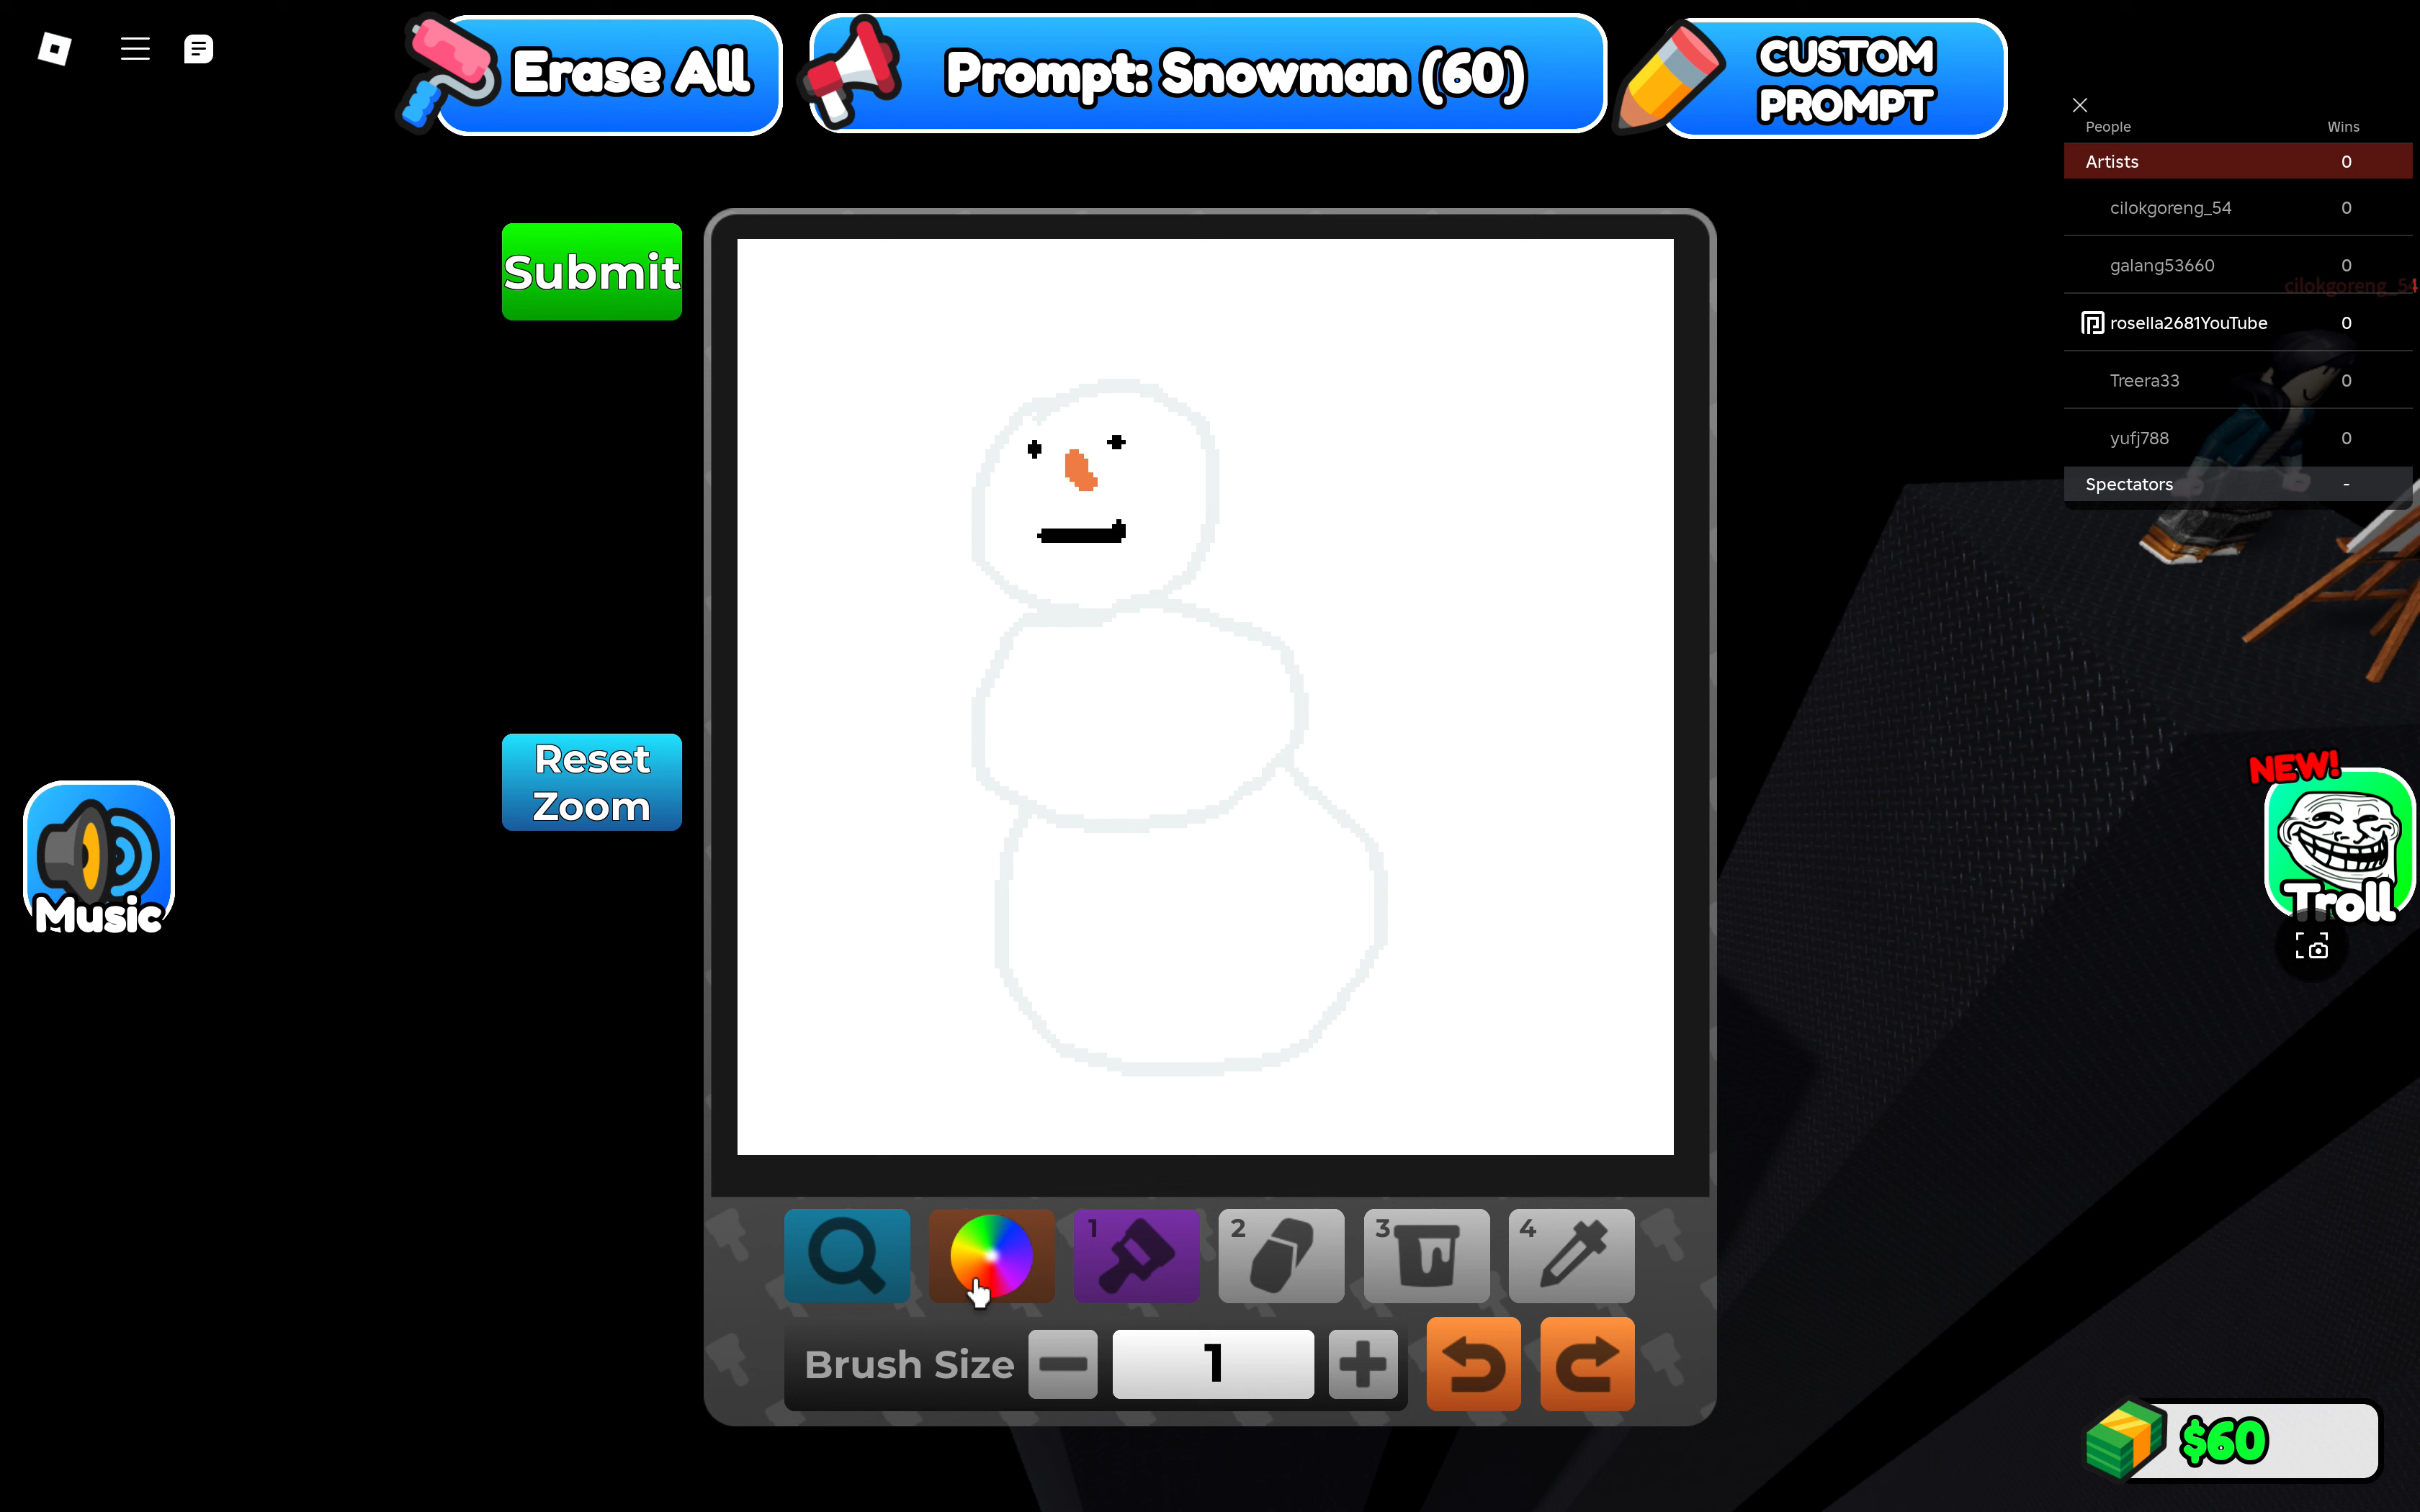 Erase All
Prompt: Snowman (60)
CUSTOM
PROMPT
People Wins
Artists 0
cilokgoreng_54 0
galang53660 0
cilokgoreng_54
rosella2681YouTube 0
Treera33 0
yufj788 0
Spectators -
Submit
Reset
Zoom
Music
NEW!
Troll
1
2
3
4
Brush Size
1
$60